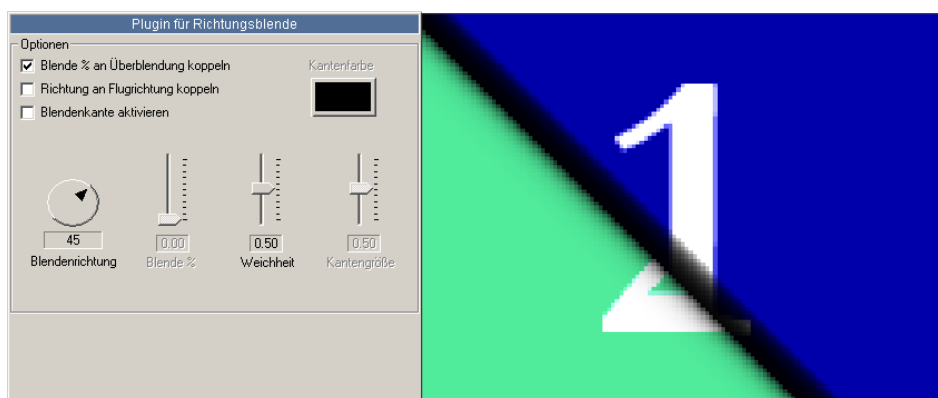 Plugin für Richtungsblende
Optionen
Blende % an Überblendung koppeln
Kantenfarbe
Richtung an Flugrichtung koppeln
Blendenkante aktivieren
45
0.00
0.50
0.50
Blendenrichtung
Blende %
Weichheit
Kantengröße
1
2